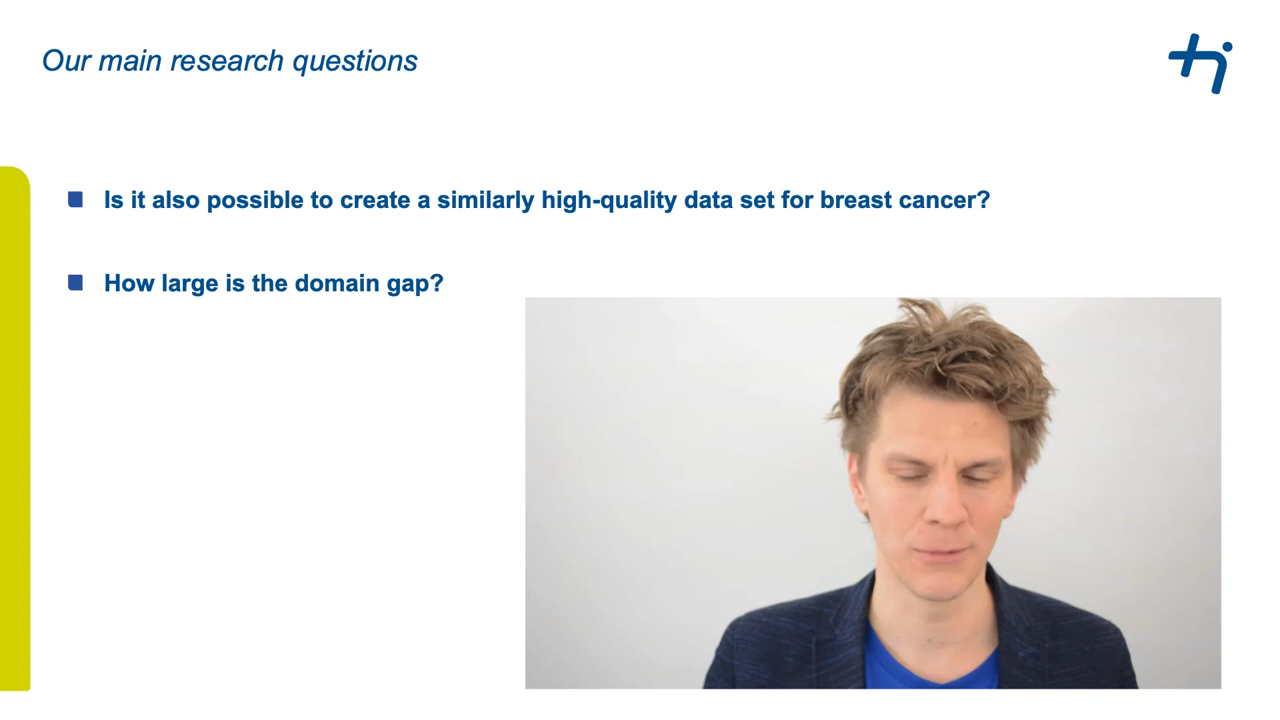 Our main research questions
Is it also possible to create a similarly high-quality data set for breast cancer?
How large is the domain gap?